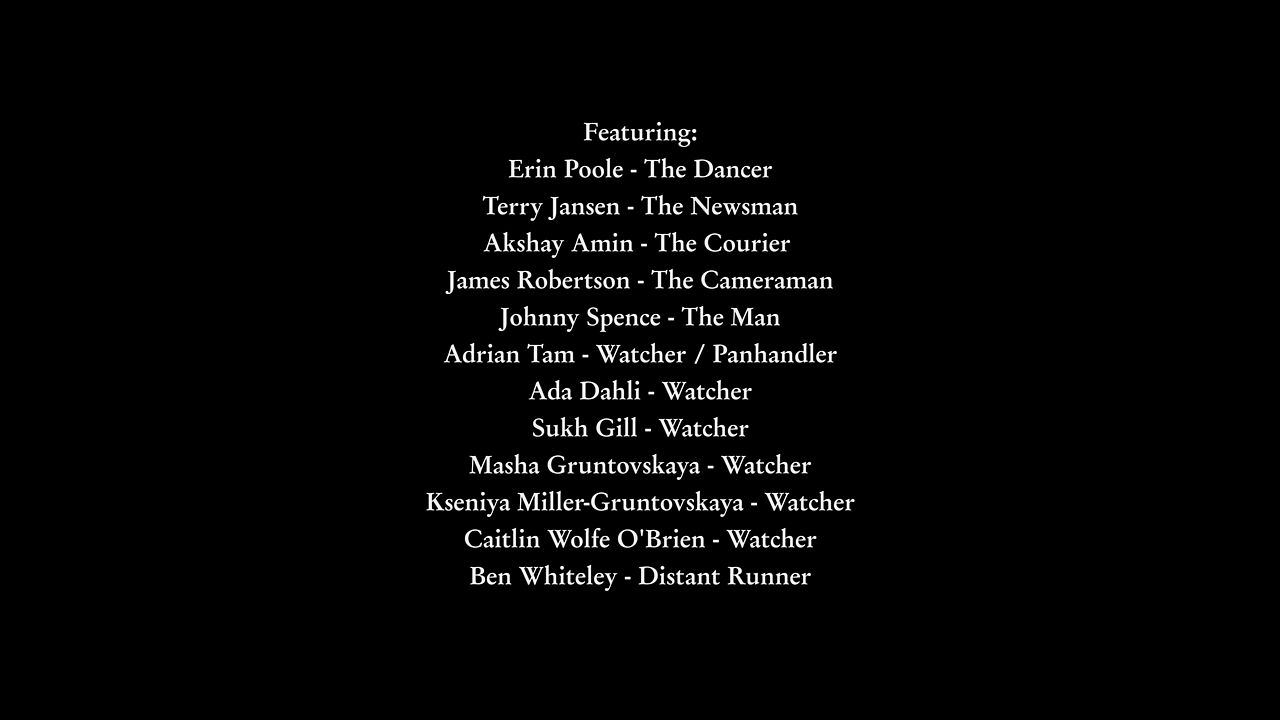 Featuring:
Erin Poole - The Dancer
Terry Jansen - The Newsman
Akshay Amin - The Courier
James Robertson - The Cameraman
Johnny Spence - The Man
Adrian Tam - Watcher / Panhandler
Ada Dahli - Watcher
Sukh Gill - Watcher
Masha Gruntovskaya - Watcher
Kseniya Miller-Gruntovskaya - Watcher
Caitlin Wolfe O'Brien - Watcher
Ben Whiteley - Distant Runner